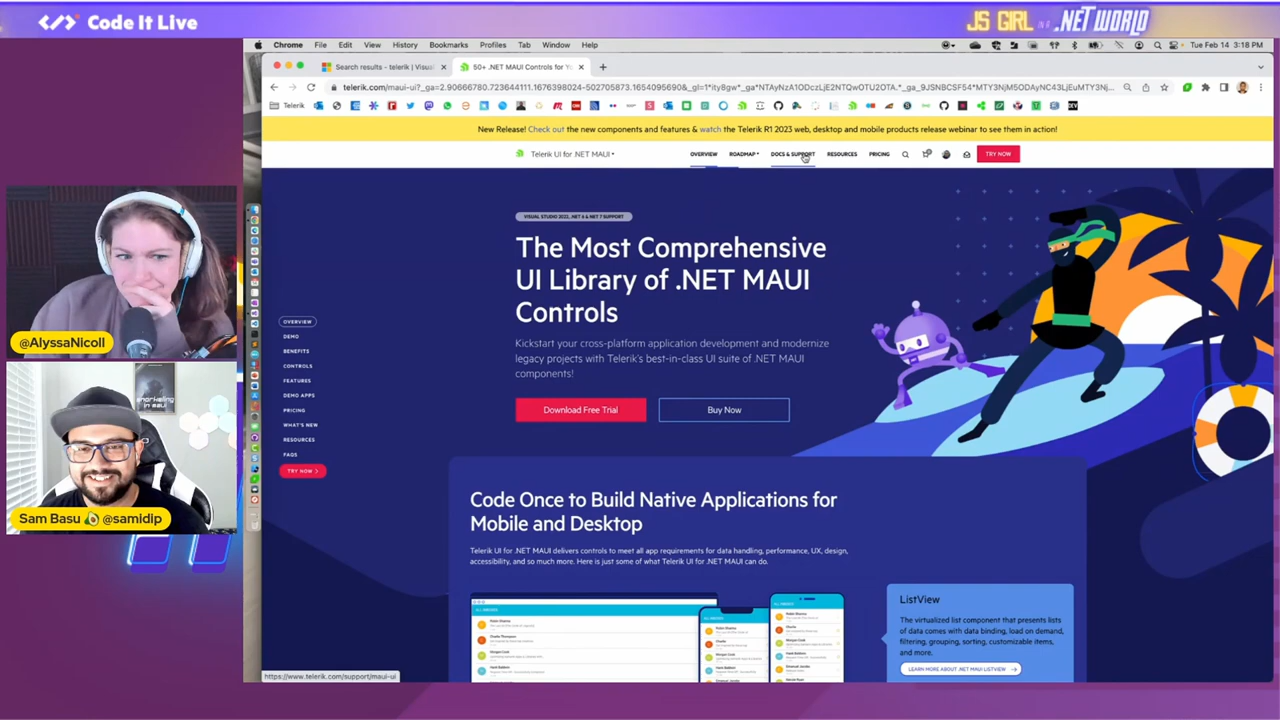 </> Code It Live
JS GIRL IN A .NET WORLD
Chrome File Edit View History Bookmarks Profiles Tab Window Help
Tue Feb 14 3:18 PM
Search results - telerik | Visual
50+ .NET MAUI Controls for Yo
Telerik
New Release! Check out the new components and features & watch the Telerik R1 2023 web, desktop and mobile products release webinar to see them in action!
Telerik UI for .NET MAUI
OVERVIEW ROADMAP DOCS & SUPPORT RESOURCES PRICING TRY NOW
VISUAL STUDIO 2022, .NET 6 & NET 7 SUPPORT
The Most Comprehensive
UI Library of .NET MAUI
Controls
Kickstart your cross-platform application development and modernize
legacy projects with Telerik's best-in-class UI suite of .NET MAUI
components!
Download Free Trial Buy Now
OVERVIEW
DEMO
BENEFITS
CONTROLS
FEATURES
DEMO APPS
PRICING
WHAT'S NEW
RESOURCES
FAQS
TRY NOW >
@AlyssaNicoll
snorkeling
in maui
Sam Basu 🥑 @samidip
Code Once to Build Native Applications for
Mobile and Desktop
Telerik UI for .NET MAUI delivers controls to meet all app requirements for data handling, performance, UX, design,
accessibility, and so much more. Here is just some of what Telerik UI for .NET MAUI can do.
ListView
The virtualized list component that presents lists
of data comes with data binding, load on demand,
filtering, grouping, sorting, customizable items,
and more.
LEARN MORE ABOUT .NET MAUI LISTVIEW
https://www.telerik.com/support/maui-ui